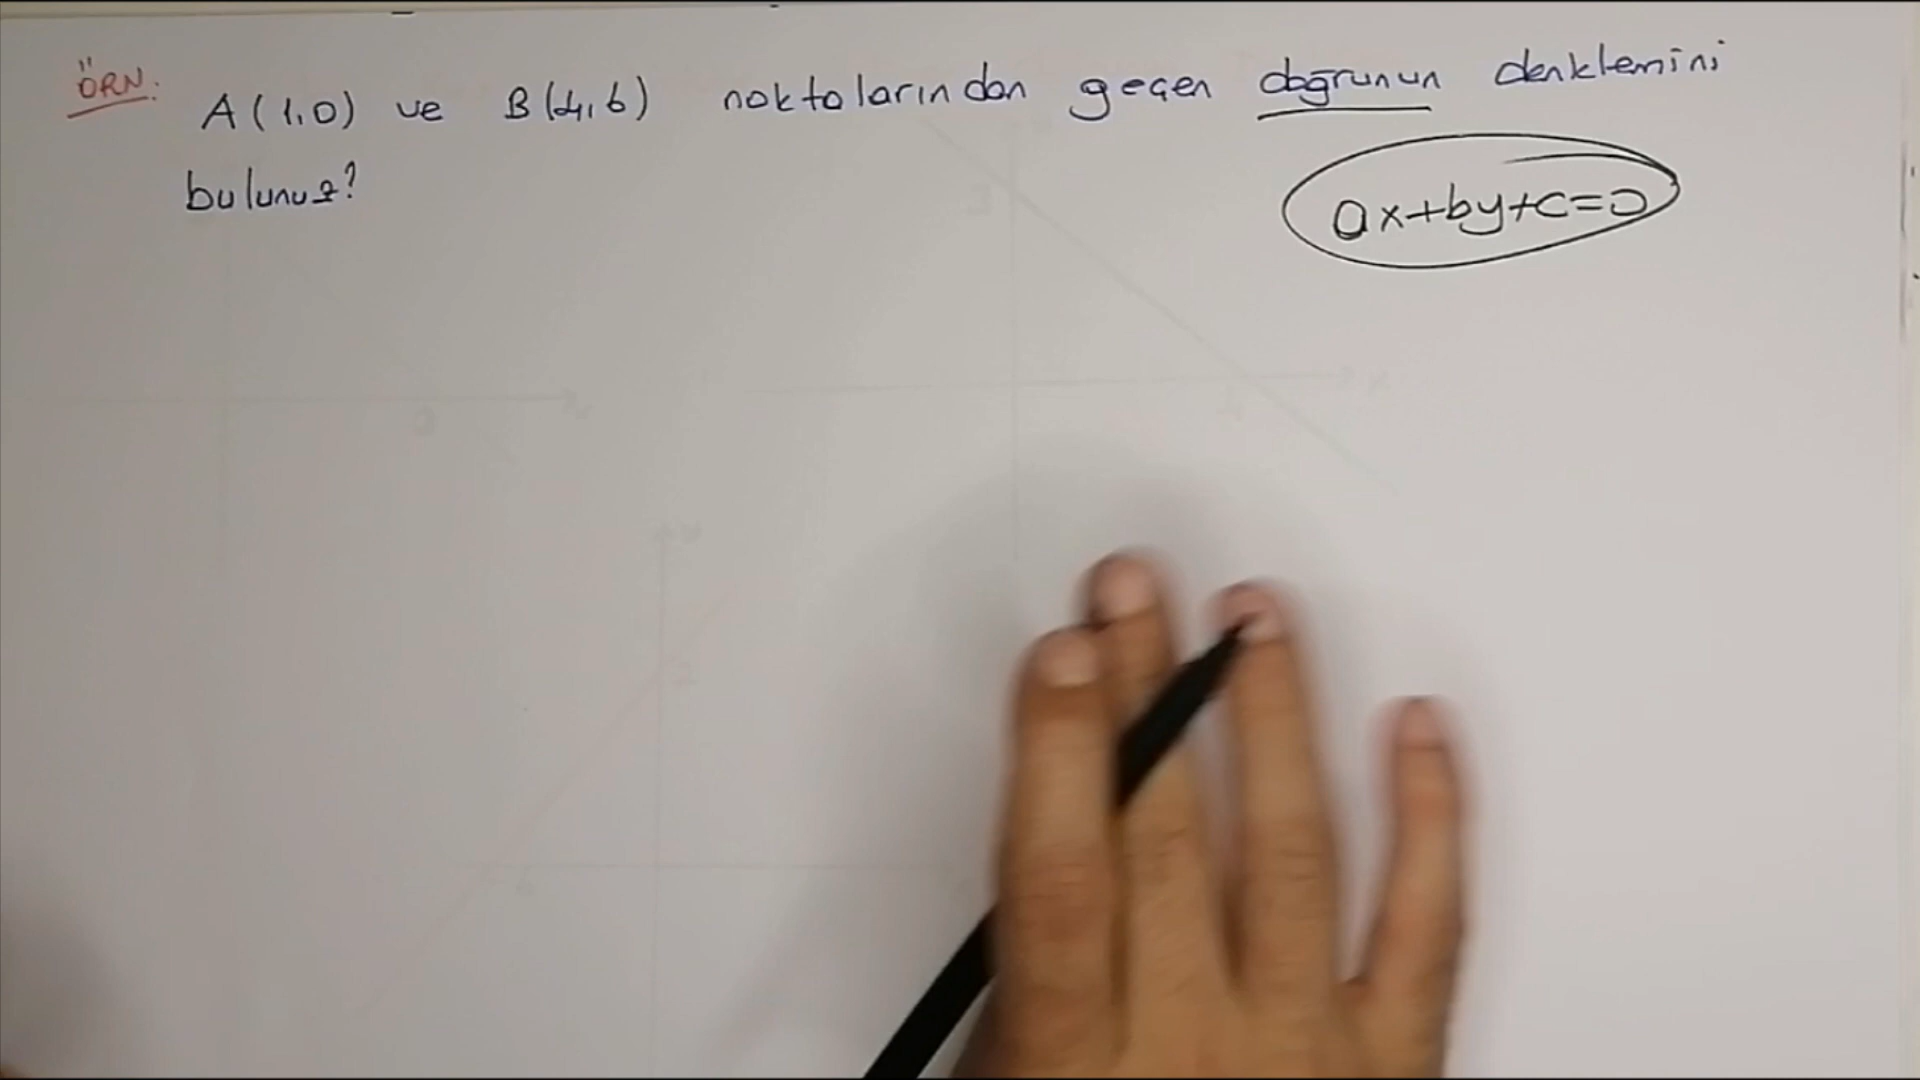 ÖRN: A(1,0) ve B(4,6) noktalarından geçen doğrunun denklemini
bulunuz?
ax+by+c=0